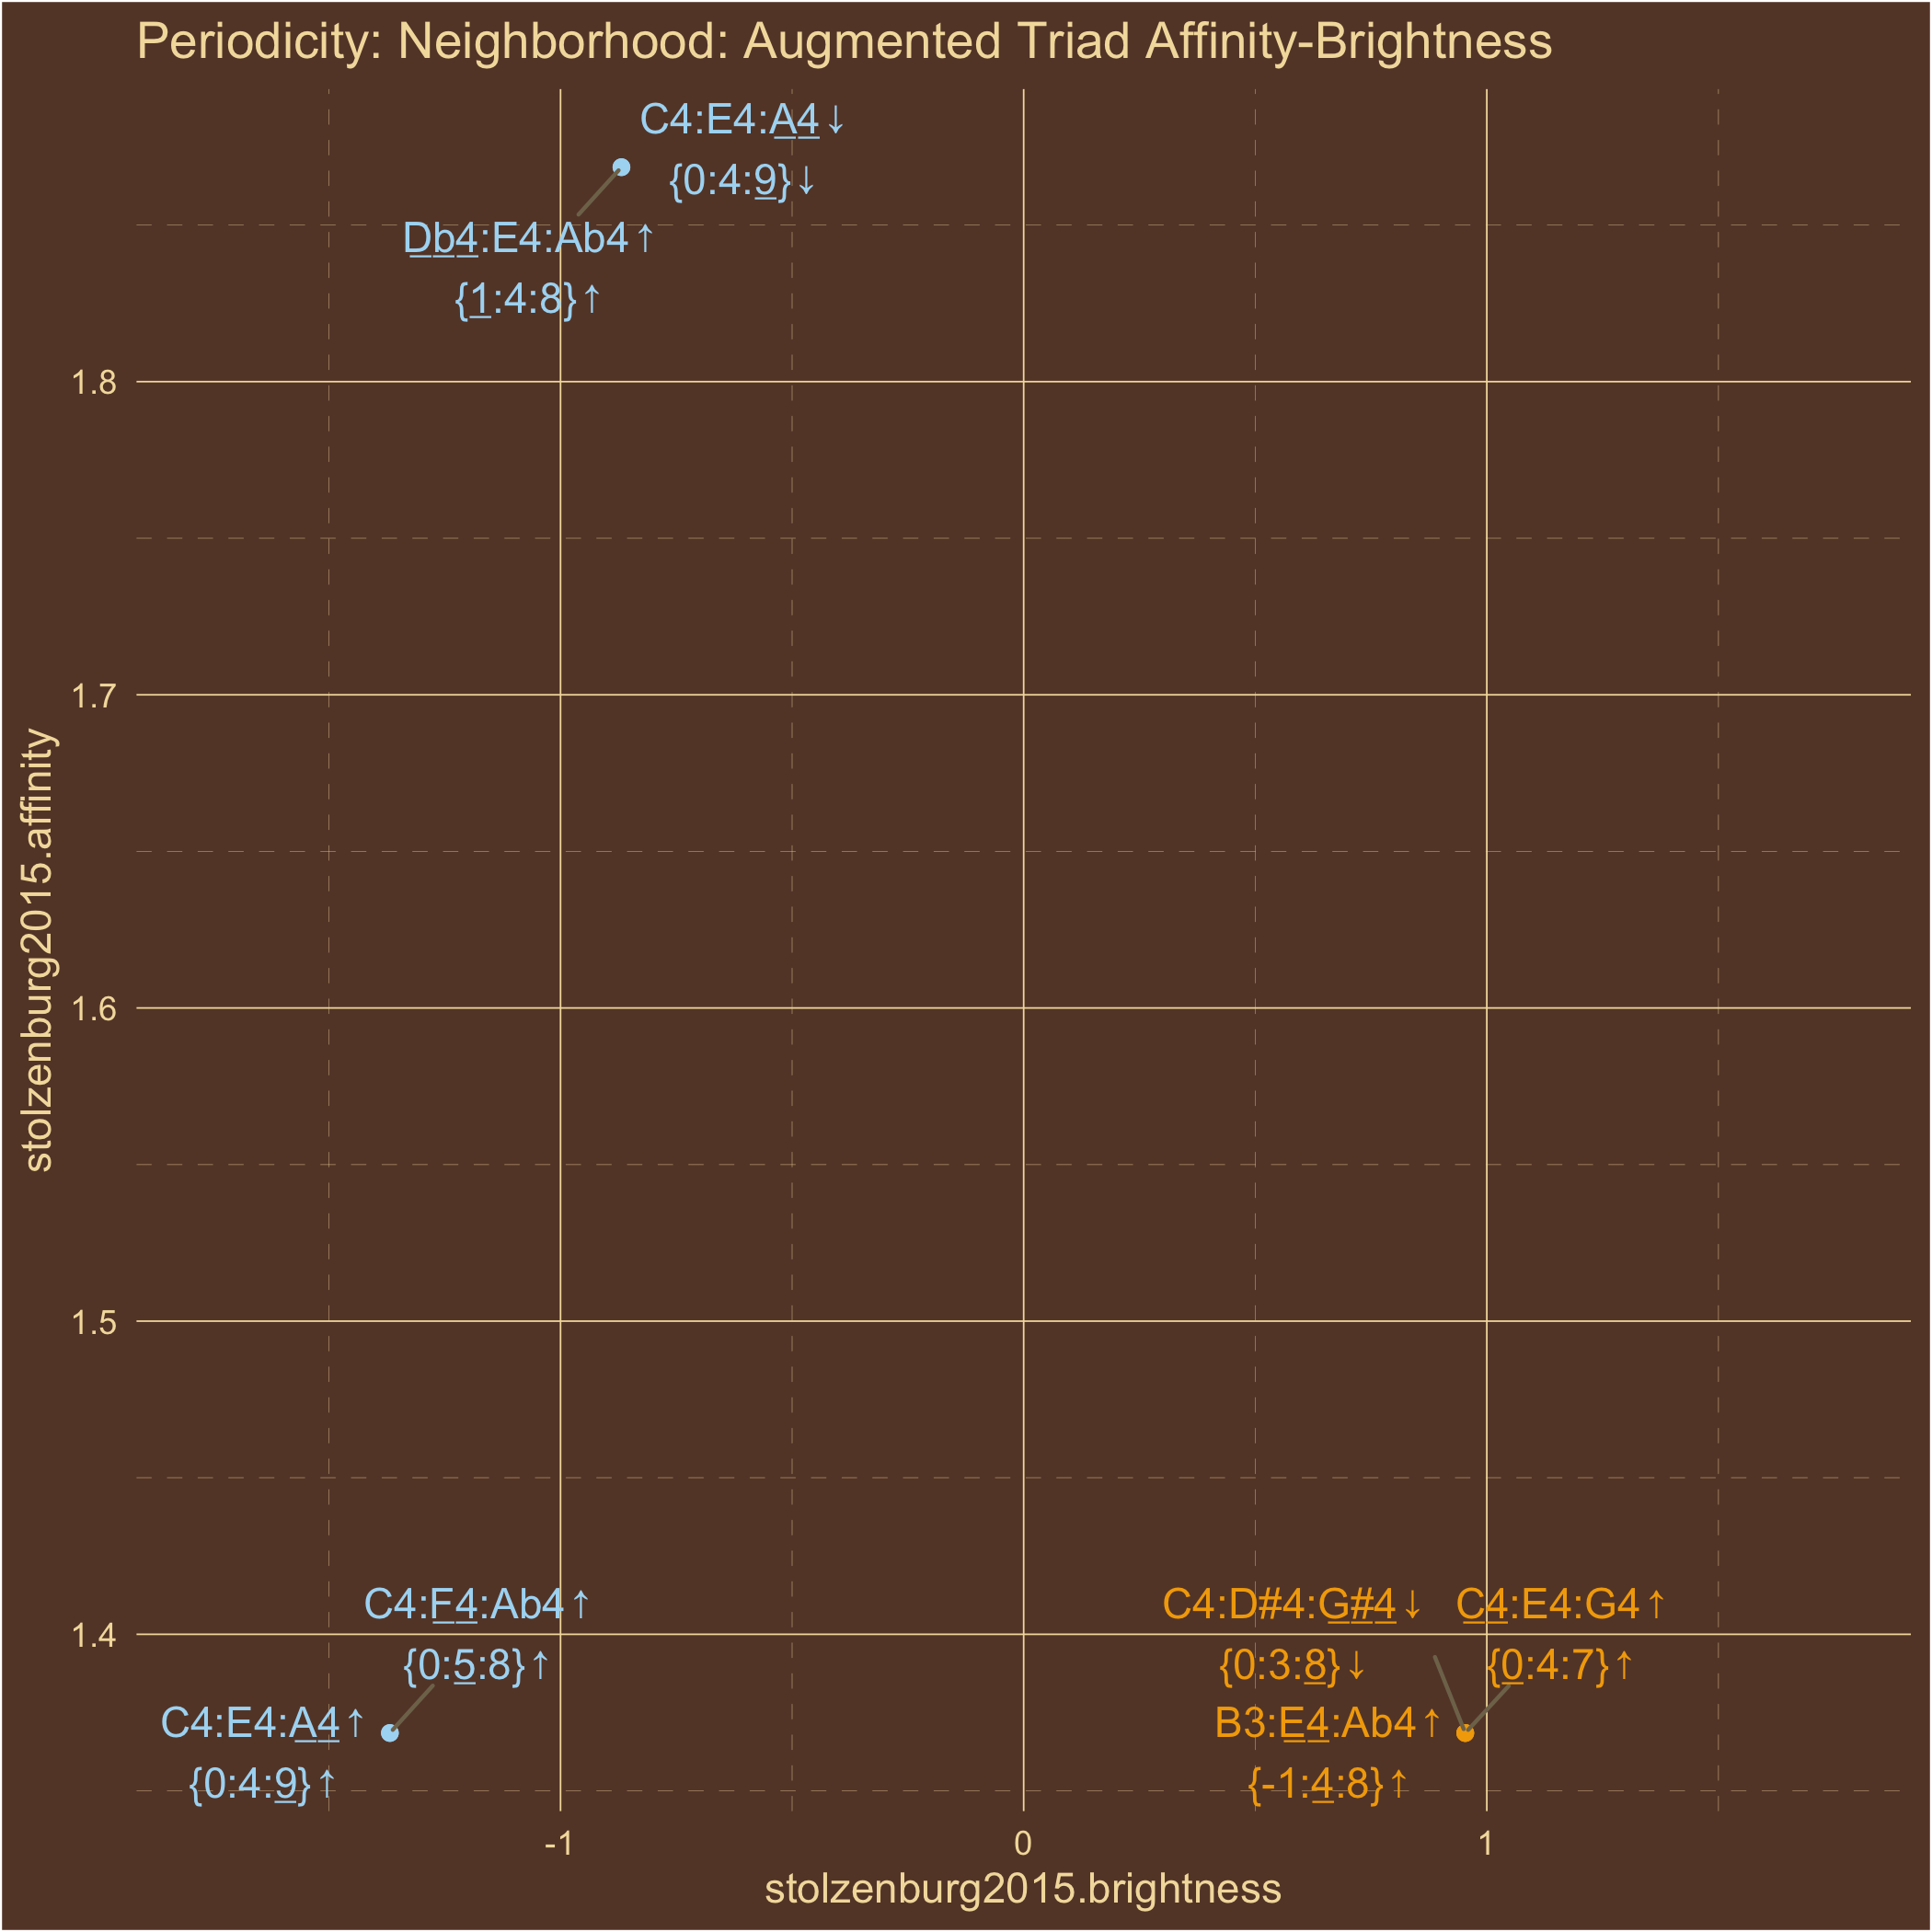 Periodicity: Neighborhood: Augmented Triad Affinity-Brightness
C4:E4:A4↓
{0:4:9}↓
Db4:E4:Ab4↑
{1:4:8}↑
1.8
1.7
1.6
1.5
1.4
stolzenburg2015.affinity
C4:F4:Ab4↑
{0:5:8}↑
C4:E4:A4↑
{0:4:9}↑
C4:D#4:G#4↓
{0:3:8}↓
C4:E4:G4↑
{0:4:7}↑
B3:E4:Ab4↑
{-1:4:8}↑
-1
0
1
stolzenburg2015.brightness